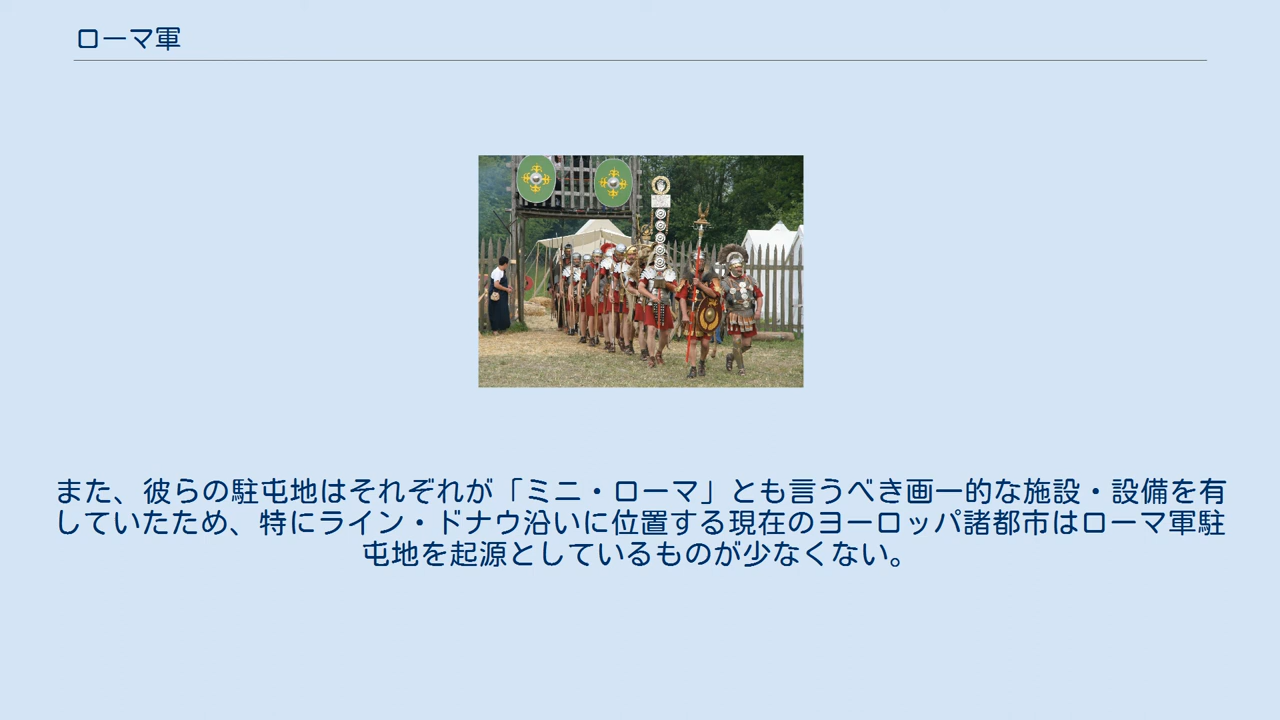 ローマ軍
また、彼らの駐屯地はそれぞれが「ミニ・ローマ」とも言うべき画一的な施設・設備を有
していたため、特にライン・ドナウ沿いに位置する現在のヨーロッパ諸都市はローマ軍駐
屯地を起源としているものが少なくない。